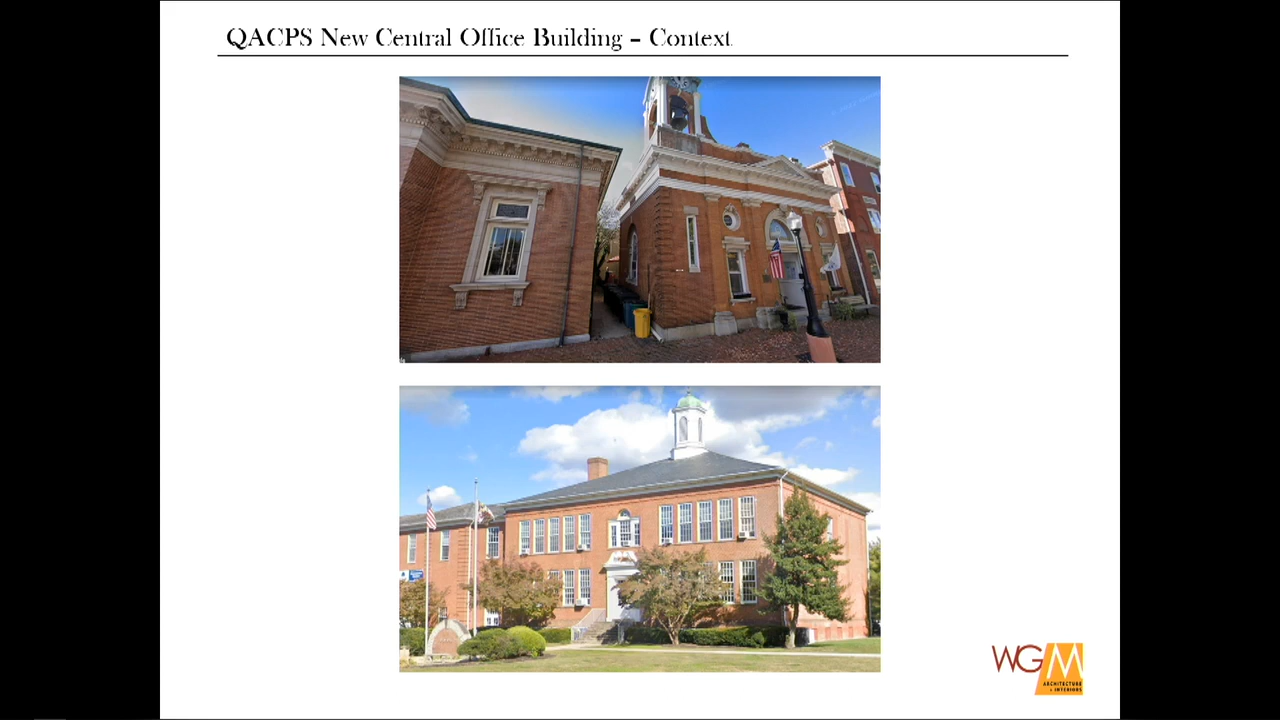 QACPS New Central Office Building – Context
WGM
ARCHITECTURE
+ INTERIORS